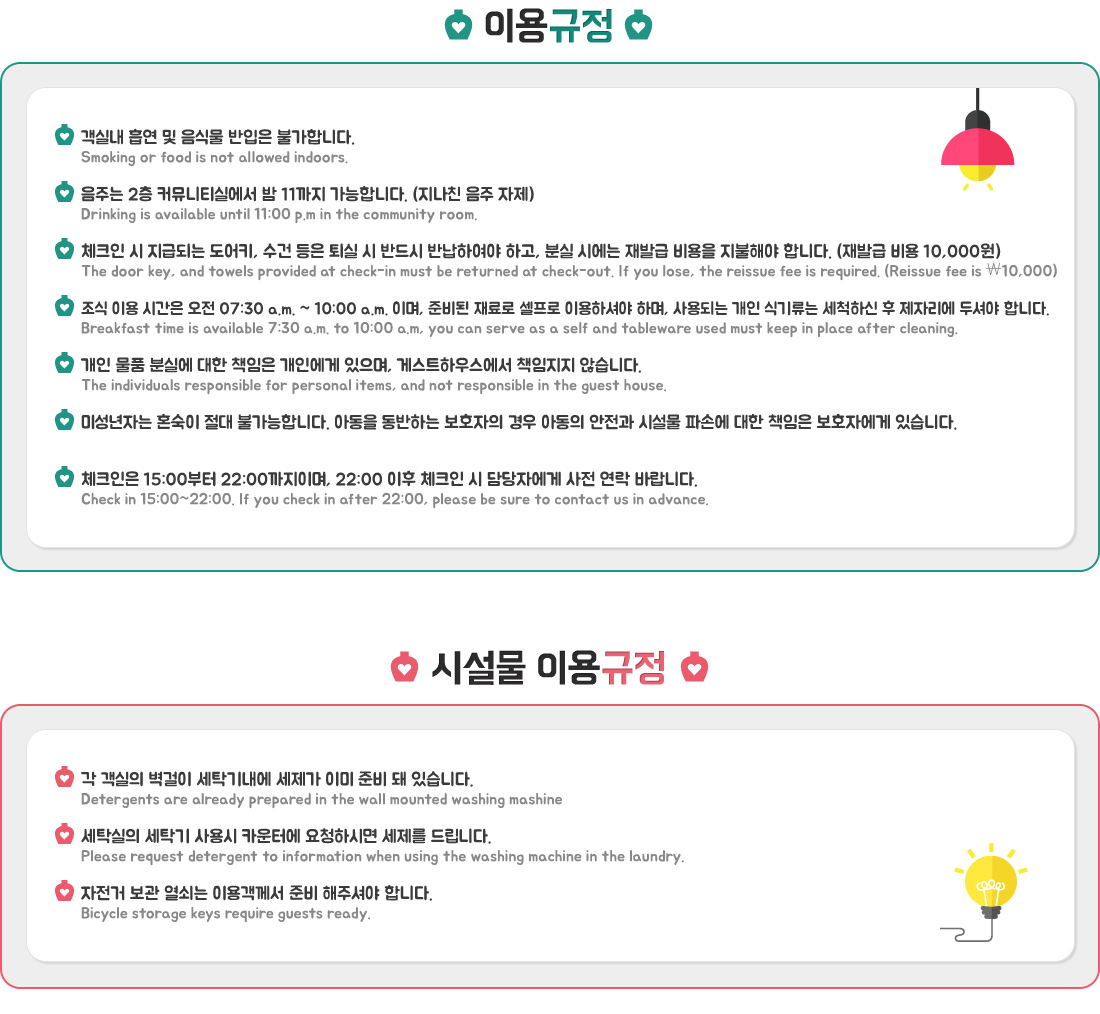 이용규정
객실내 흡연 및 음식물 반입은 불가합니다.
Smoking or food is not allowed indoors.
음주는 2층 커뮤니티실에서 밤 11까지 가능합니다. (지나친 음주 자제)
Drinking is available until 11:00 p.m in the community room.
체크인 시 지급되는 도어키, 수건 등은 퇴실 시 반드시 반납하여야 하고, 분실 시에는 재발급 비용을 지불해야 합니다. (재발급 비용 10,000원)
The door key, and towels provided at check-in must be returned at check-out. If you lose, the reissue fee is required. (Reissue fee is ₩10,000)
조식 이용 시간은 오전 07:30 a.m. ~ 10:00 a.m. 이며, 준비된 재료로 셀프로 이용하셔야 하며, 사용되는 개인 식기류는 세척하신 후 제자리에 두셔야 합니다.
Breakfast time is available 7:30 a.m. to 10:00 a.m, you can serve as a self and tableware used must keep in place after cleaning.
개인 물품 분실에 대한 책임은 개인에게 있으며, 게스트하우스에서 책임지지 않습니다.
The individuals responsible for personal items, and not responsible in the guest house.
미성년자는 혼숙이 절대 불가능합니다. 아동을 동반하는 보호자의 경우 아동의 안전과 시설물 파손에 대한 책임은 보호자에게 있습니다.
체크인은 15:00부터 22:00까지이며, 22:00 이후 체크인 시 담당자에게 사전 연락 바랍니다.
Check in 15:00~22:00. If you check in after 22:00, please be sure to contact us in advance.
시설물 이용규정
각 객실의 벽걸이 세탁기내에 세제가 이미 준비 돼 있습니다.
Detergents are already prepared in the wall mounted washing mashine
세탁실의 세탁기 사용시 카운터에 요청하시면 세제를 드립니다.
Please request detergent to information when using the washing machine in the laundry.
자전거 보관 열쇠는 이용객께서 준비 해주셔야 합니다.
Bicycle storage keys require guests ready.